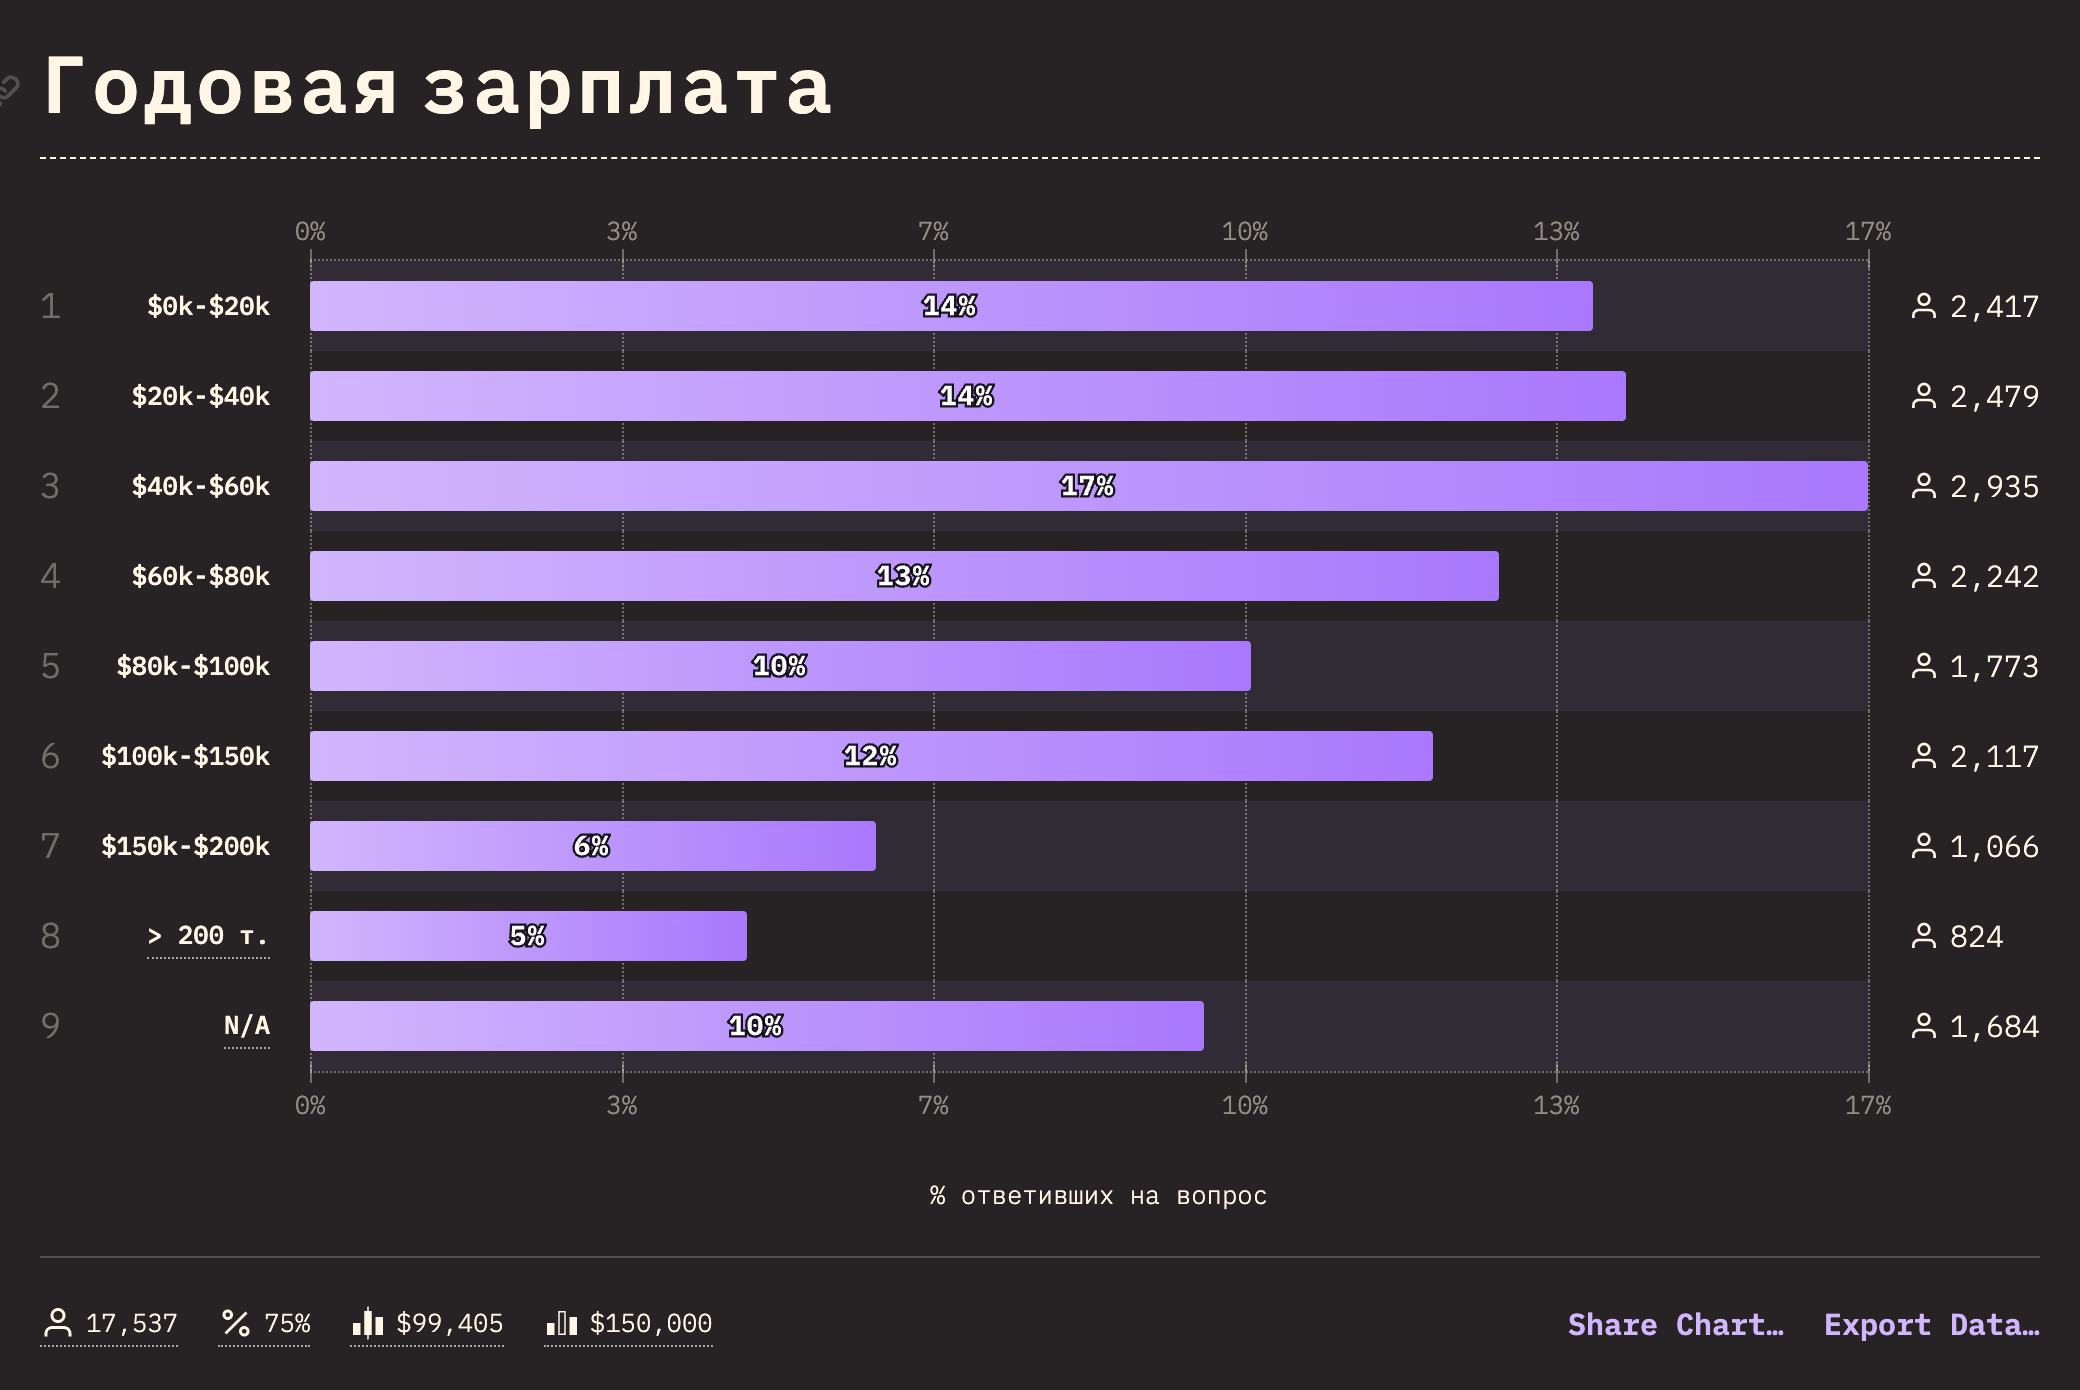 Годовая зарплата
0% 3% 7% 10% 13% 17%
1 $0k-$20k 14% 2,417
2 $20k-$40k 14% 2,479
3 $40k-$60k 17% 2,935
4 $60k-$80k 13% 2,242
5 $80k-$100k 10% 1,773
6 $100k-$150k 12% 2,117
7 $150k-$200k 6% 1,066
8 > 200 т. 5% 824
9 N/A 10% 1,684
0% 3% 7% 10% 13% 17%
% ответивших на вопрос
17,537 75% $99,405 $150,000 Share Chart… Export Data…